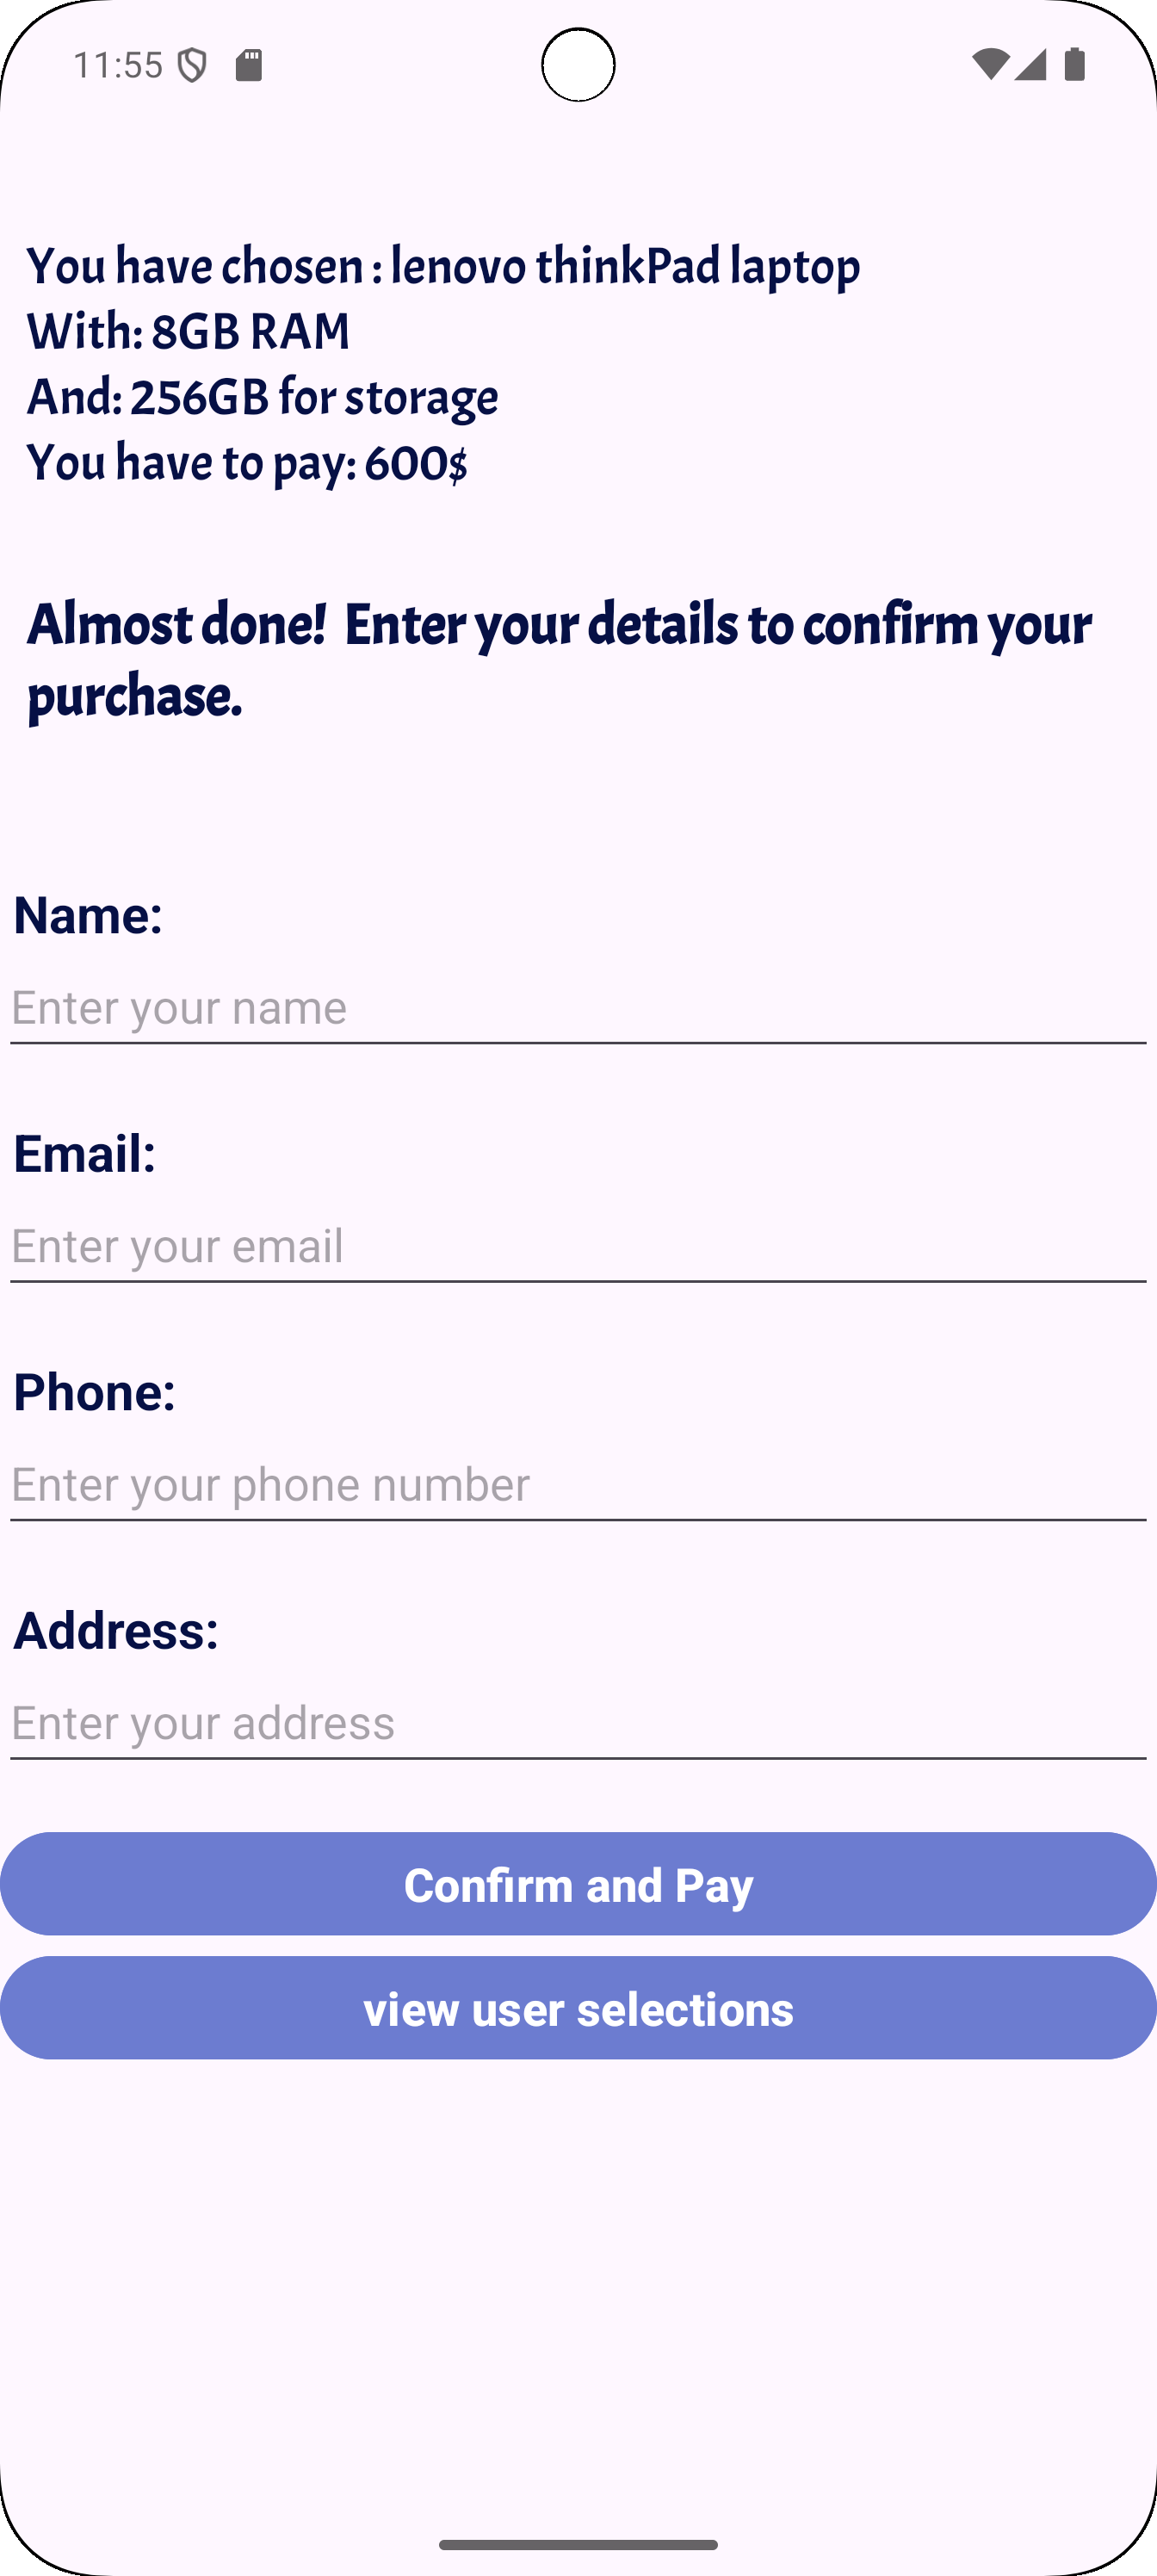 11:55
You have chosen : lenovo thinkPad laptop
With: 8GB RAM
And: 256GB for storage
You have to pay: 600$
Almost done!  Enter your details to confirm your
purchase.
Name:
Enter your name
Email:
Enter your email
Phone:
Enter your phone number
Address:
Enter your address
Confirm and Pay
view user selections